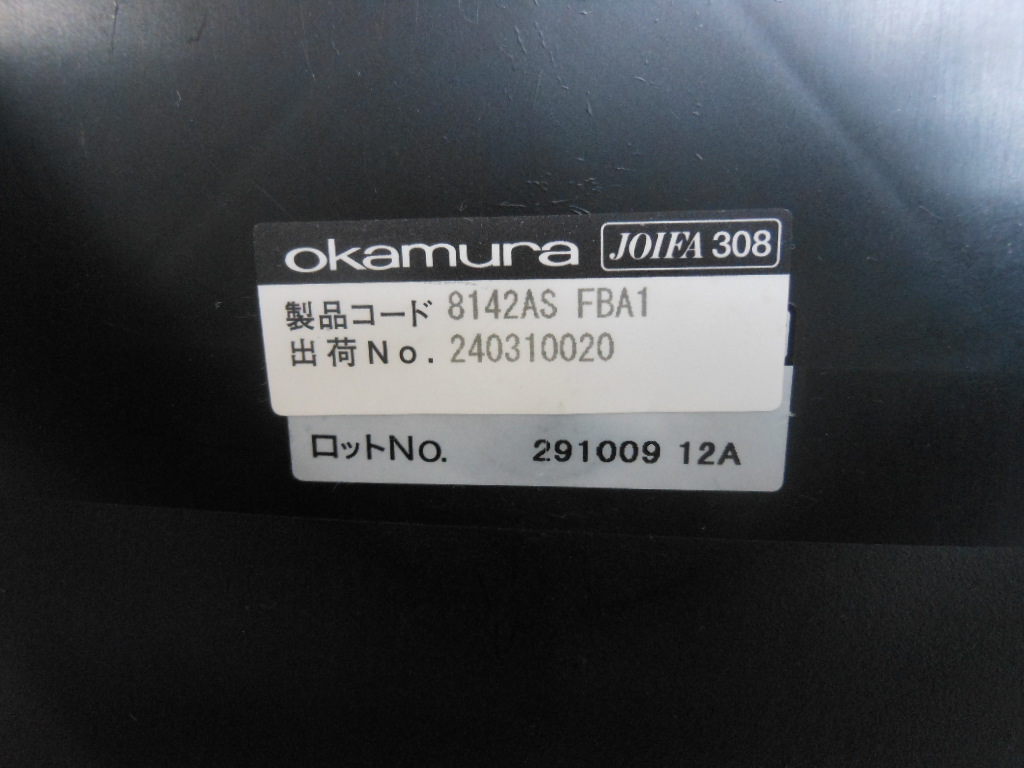 okamura JOIFA 308
製品コード 8142AS FBA1
出荷No. 240310020
ロットNo. 291009 12A